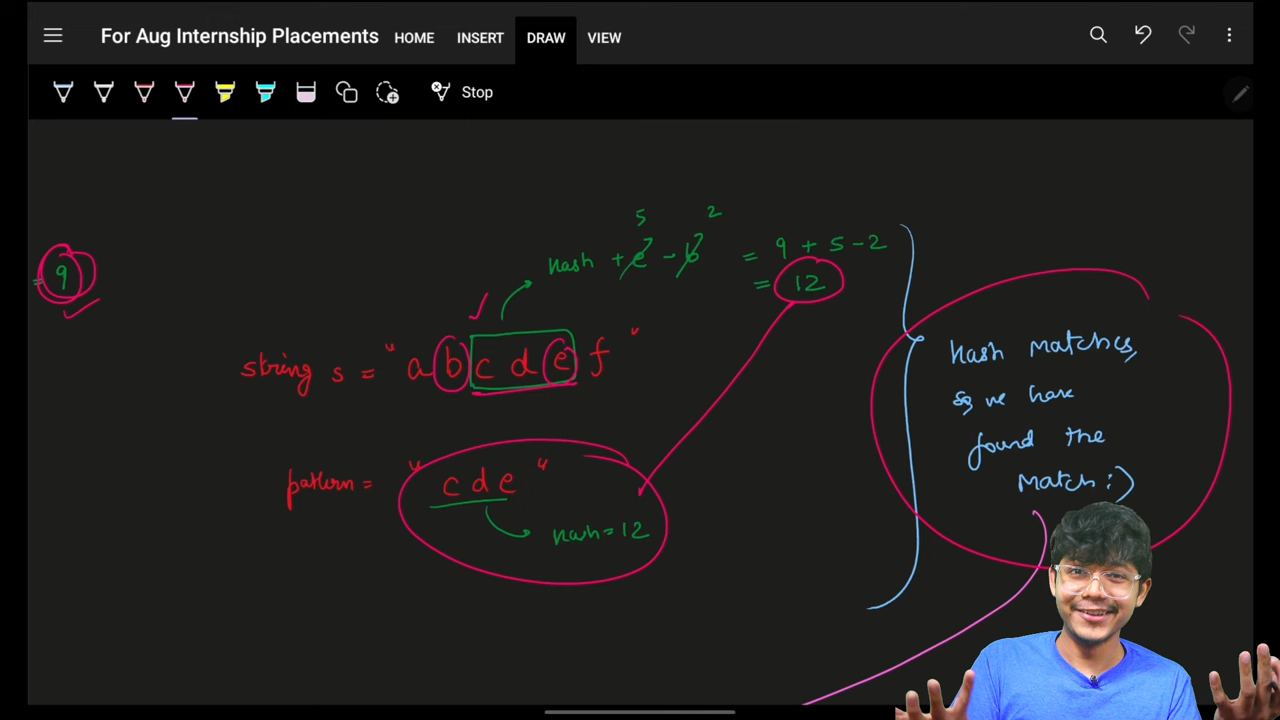 For Aug Internship Placements HOME INSERT DRAW VIEW
Stop
5 2
hash + e - b = 9 + 5 - 2
= 12
= 9
string s = " a b c d e f "
pattern = " c d e "
hash = 12
hash matches,
so we have
found the
match :)